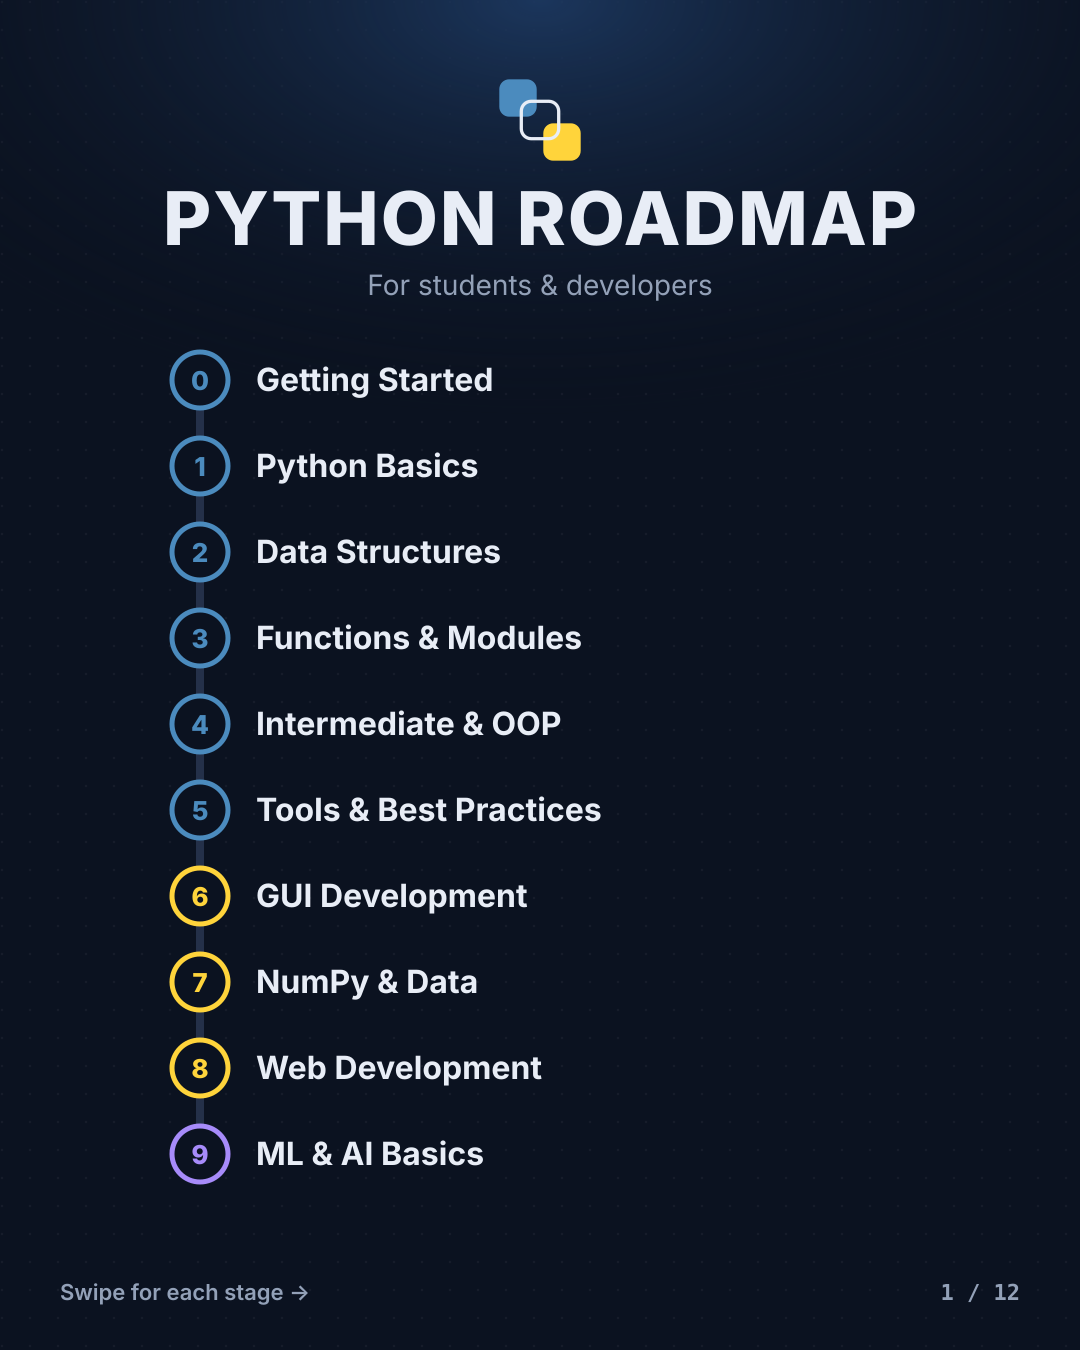 PYTHON ROADMAP
For students & developers
0 Getting Started
1 Python Basics
2 Data Structures
3 Functions & Modules
4 Intermediate & OOP
5 Tools & Best Practices
6 GUI Development
7 NumPy & Data
8 Web Development
9 ML & AI Basics
Swipe for each stage → 1 / 12